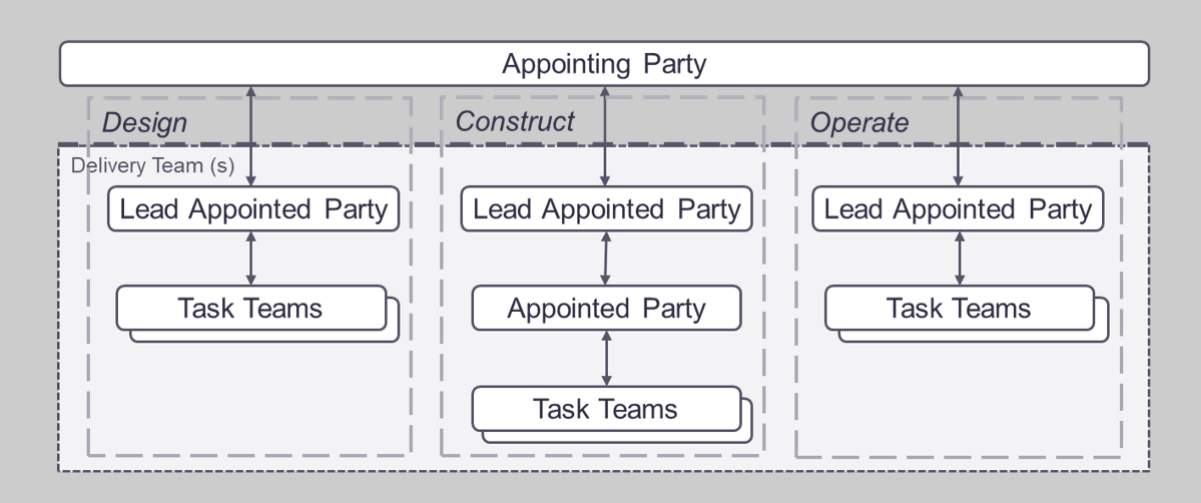 Appointing Party
Design
Construct
Operate
Delivery Team (s)
Lead Appointed Party
Lead Appointed Party
Lead Appointed Party
Task Teams
Appointed Party
Task Teams
Task Teams